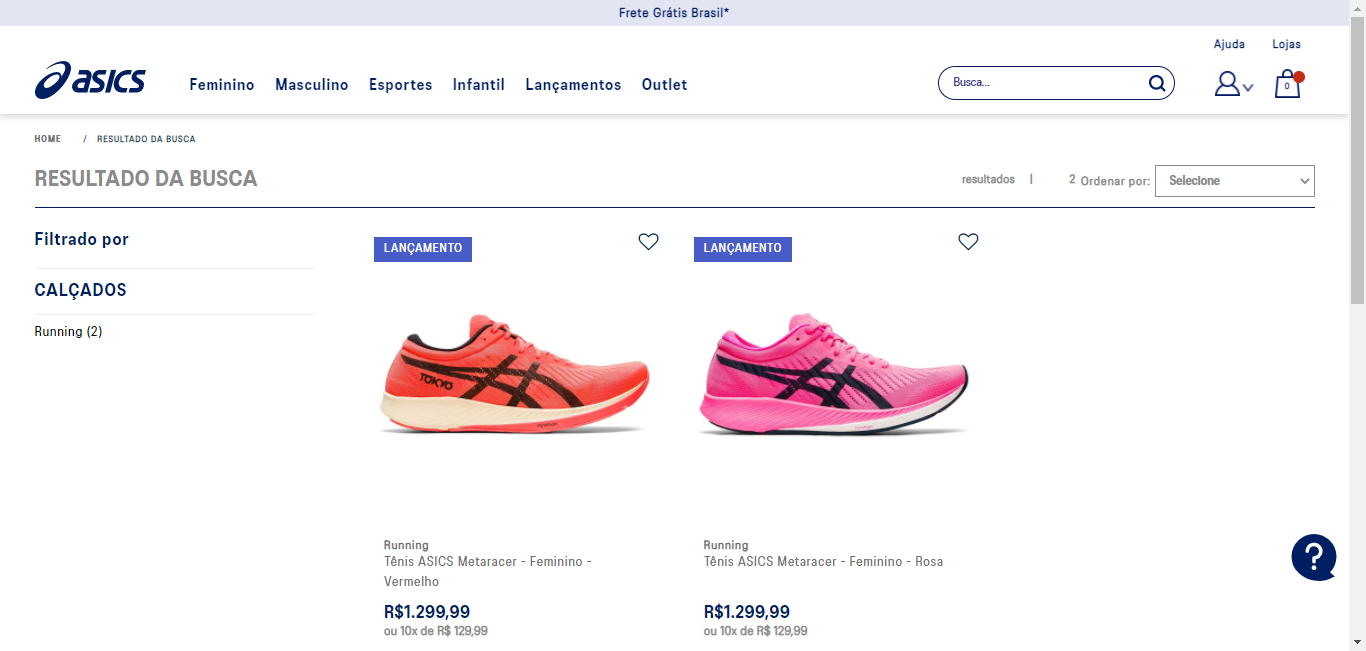 Frete Grátis Brasil*
Ajuda Lojas
asics Feminino Masculino Esportes Infantil Lançamentos Outlet Busca... 0
HOME / RESULTADO DA BUSCA
RESULTADO DA BUSCA resultados | 2 Ordenar por: Selecione
Filtrado por
CALÇADOS
Running (2)
LANÇAMENTO LANÇAMENTO
TOKYO
Running
Tênis ASICS Metaracer - Feminino -
Vermelho
R$1.299,99
ou 10x de R$ 129,99
Running
Tênis ASICS Metaracer - Feminino - Rosa
R$1.299,99
ou 10x de R$ 129,99
?